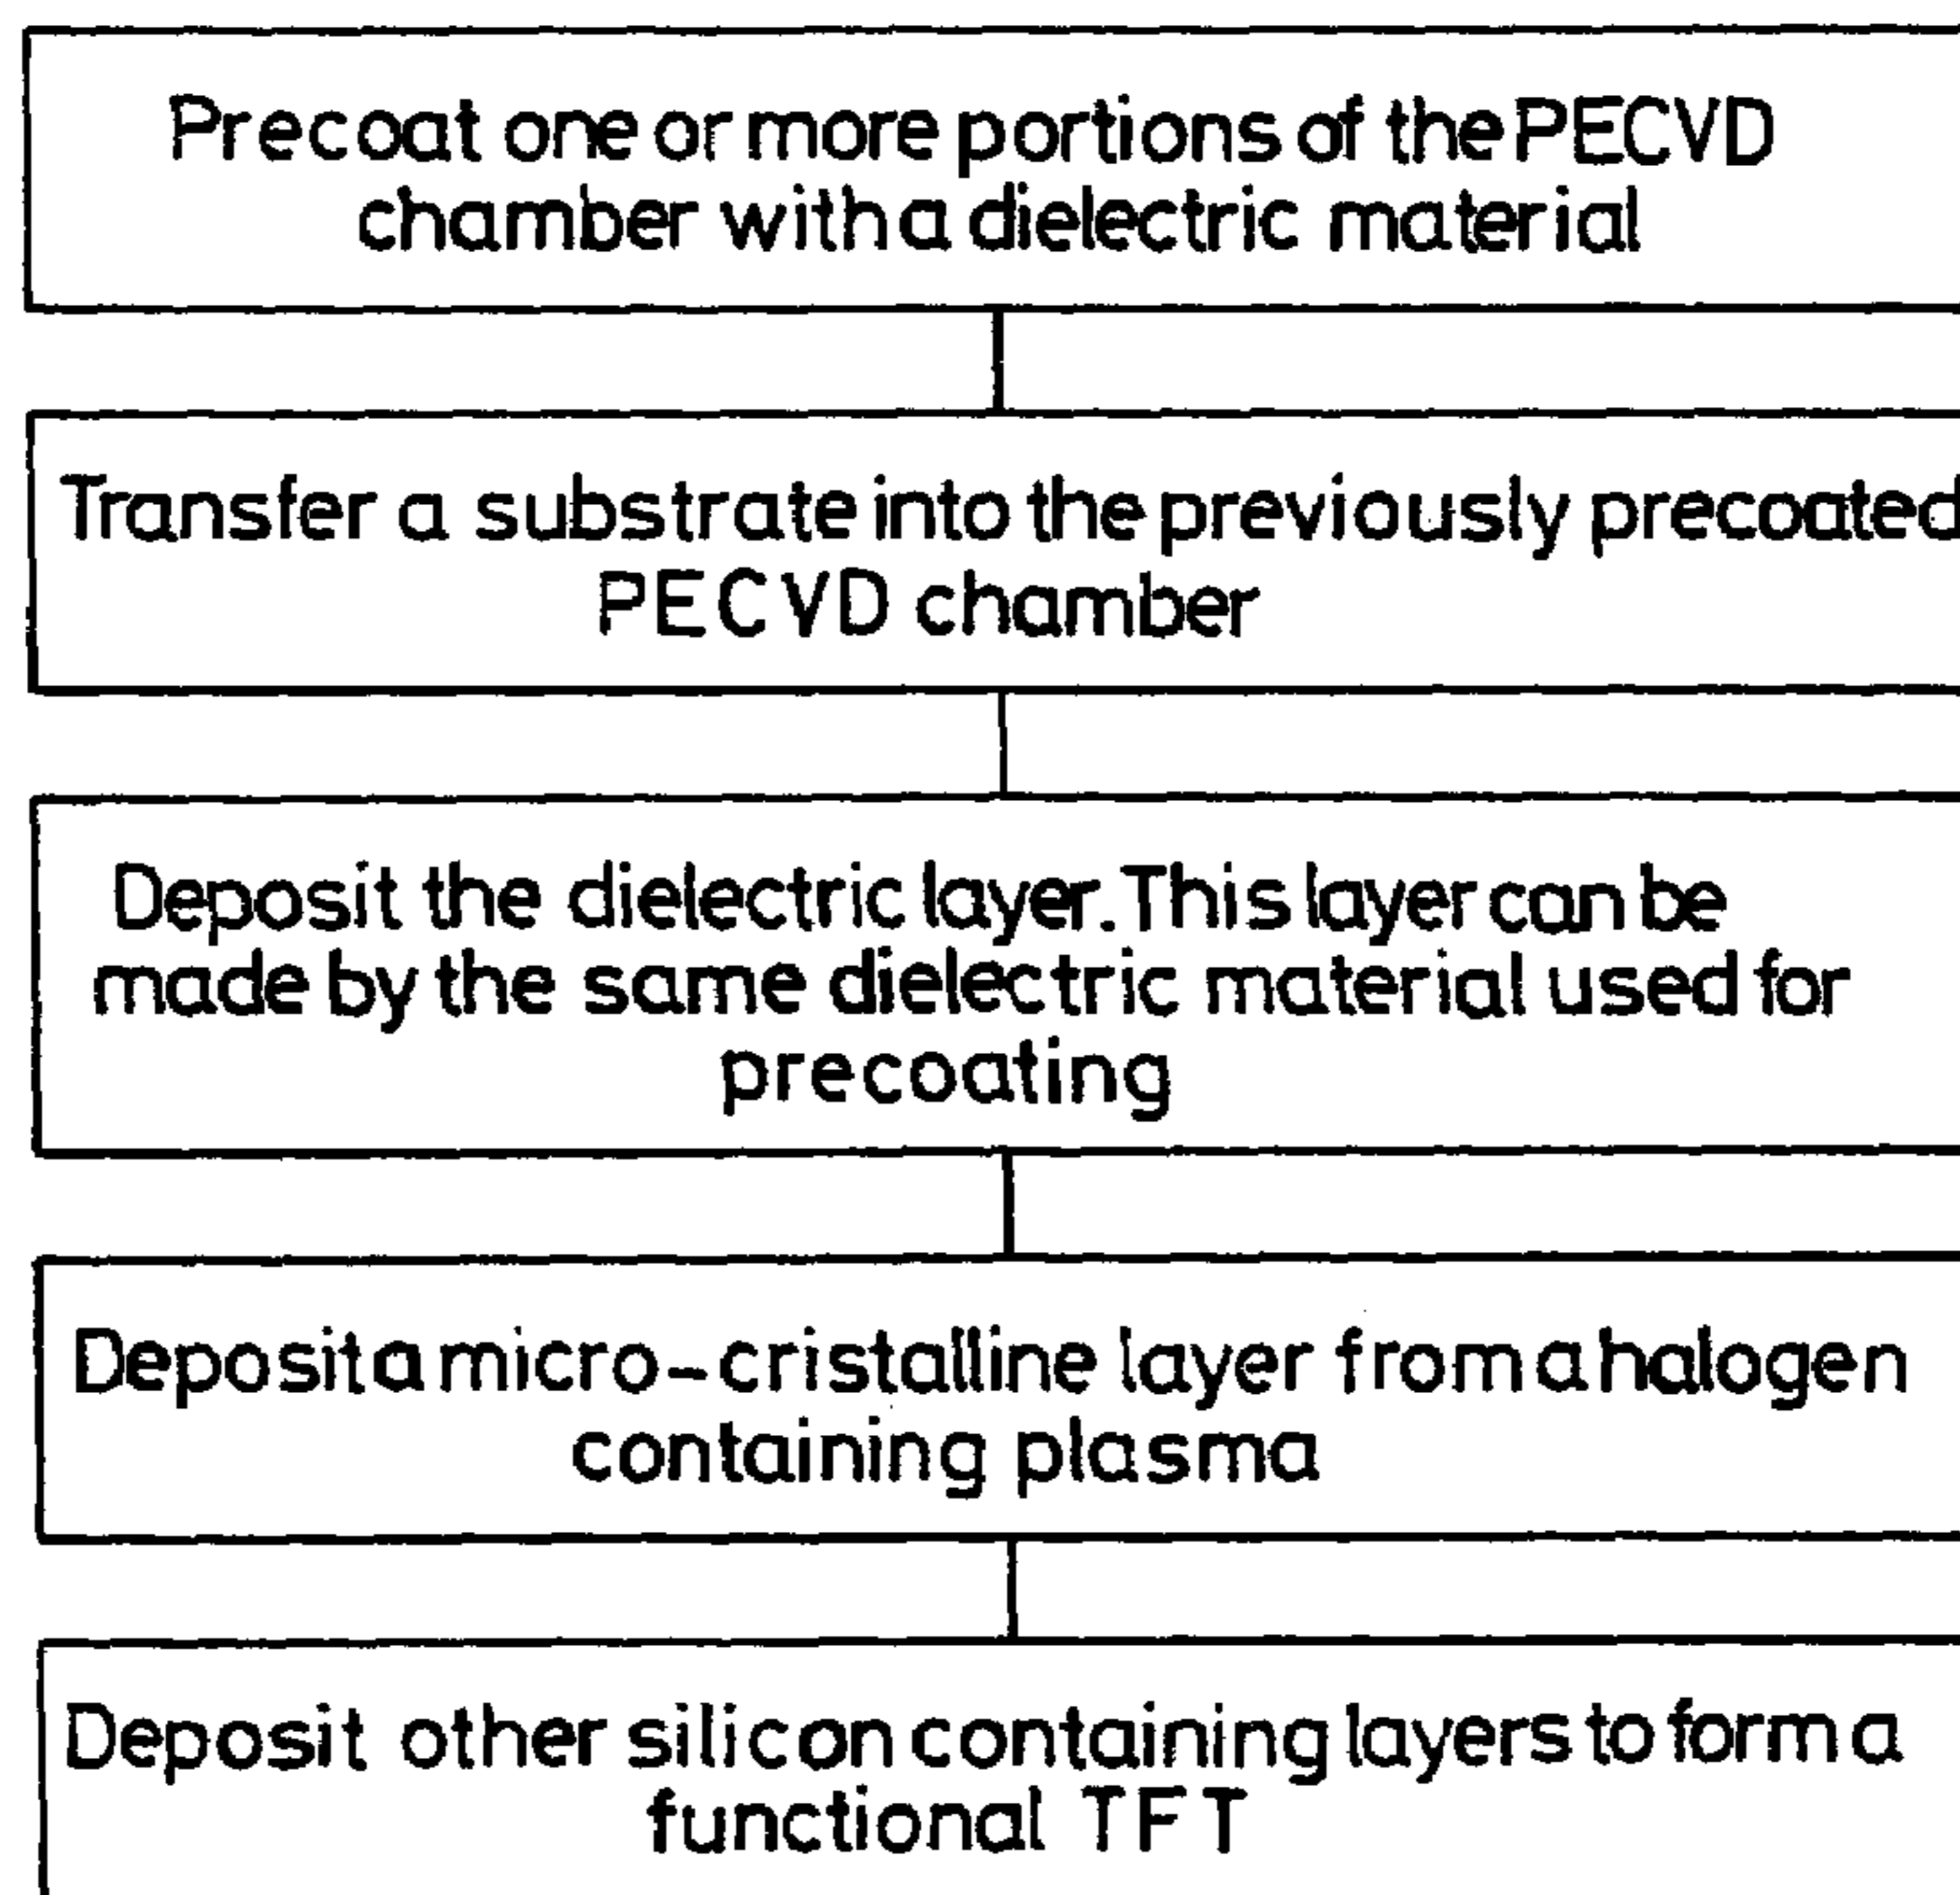 Precoat one or more portions of the PECVD
chamber with a dielectric material
Transfer a substrate into the previously precoated
PECVD chamber
Deposit the dielectric layer. This layer can be
made by the same dielectric material used for
precoating
Deposit a micro-cristalline layer from a halogen
containing plasma
Deposit other silicon containing layers to form a
functional TFT